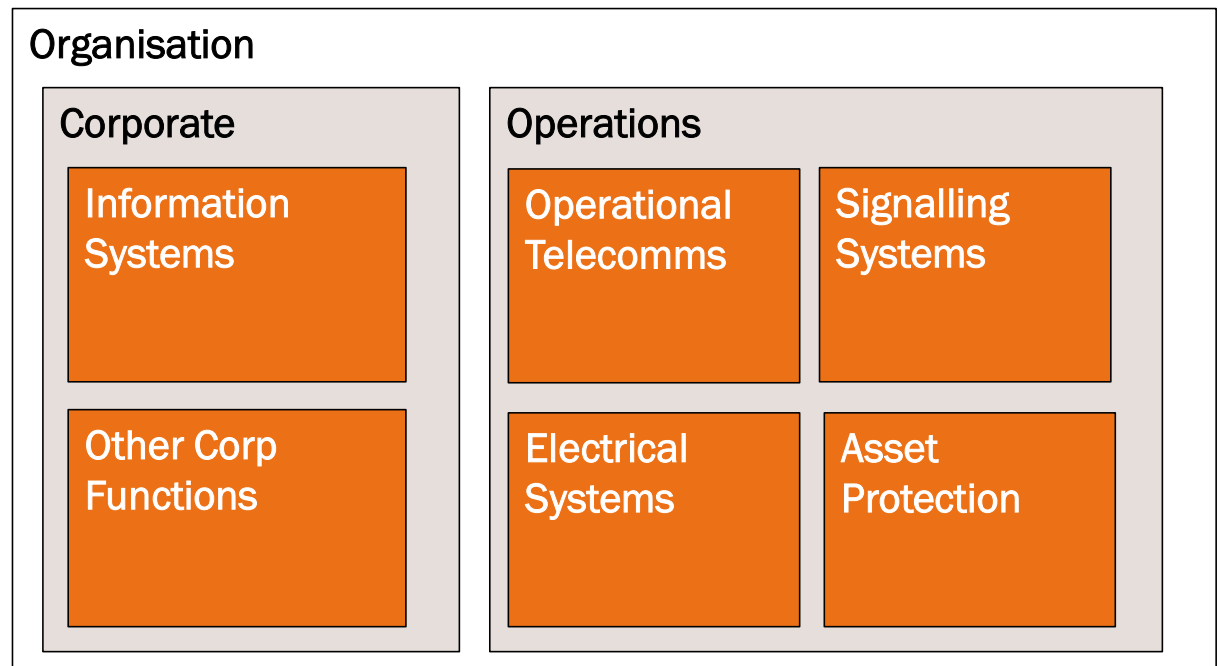 Organisation
Corporate
Information
Systems
Other Corp
Functions
Operations
Operational
Telecomms
Signalling
Systems
Electrical
Systems
Asset
Protection